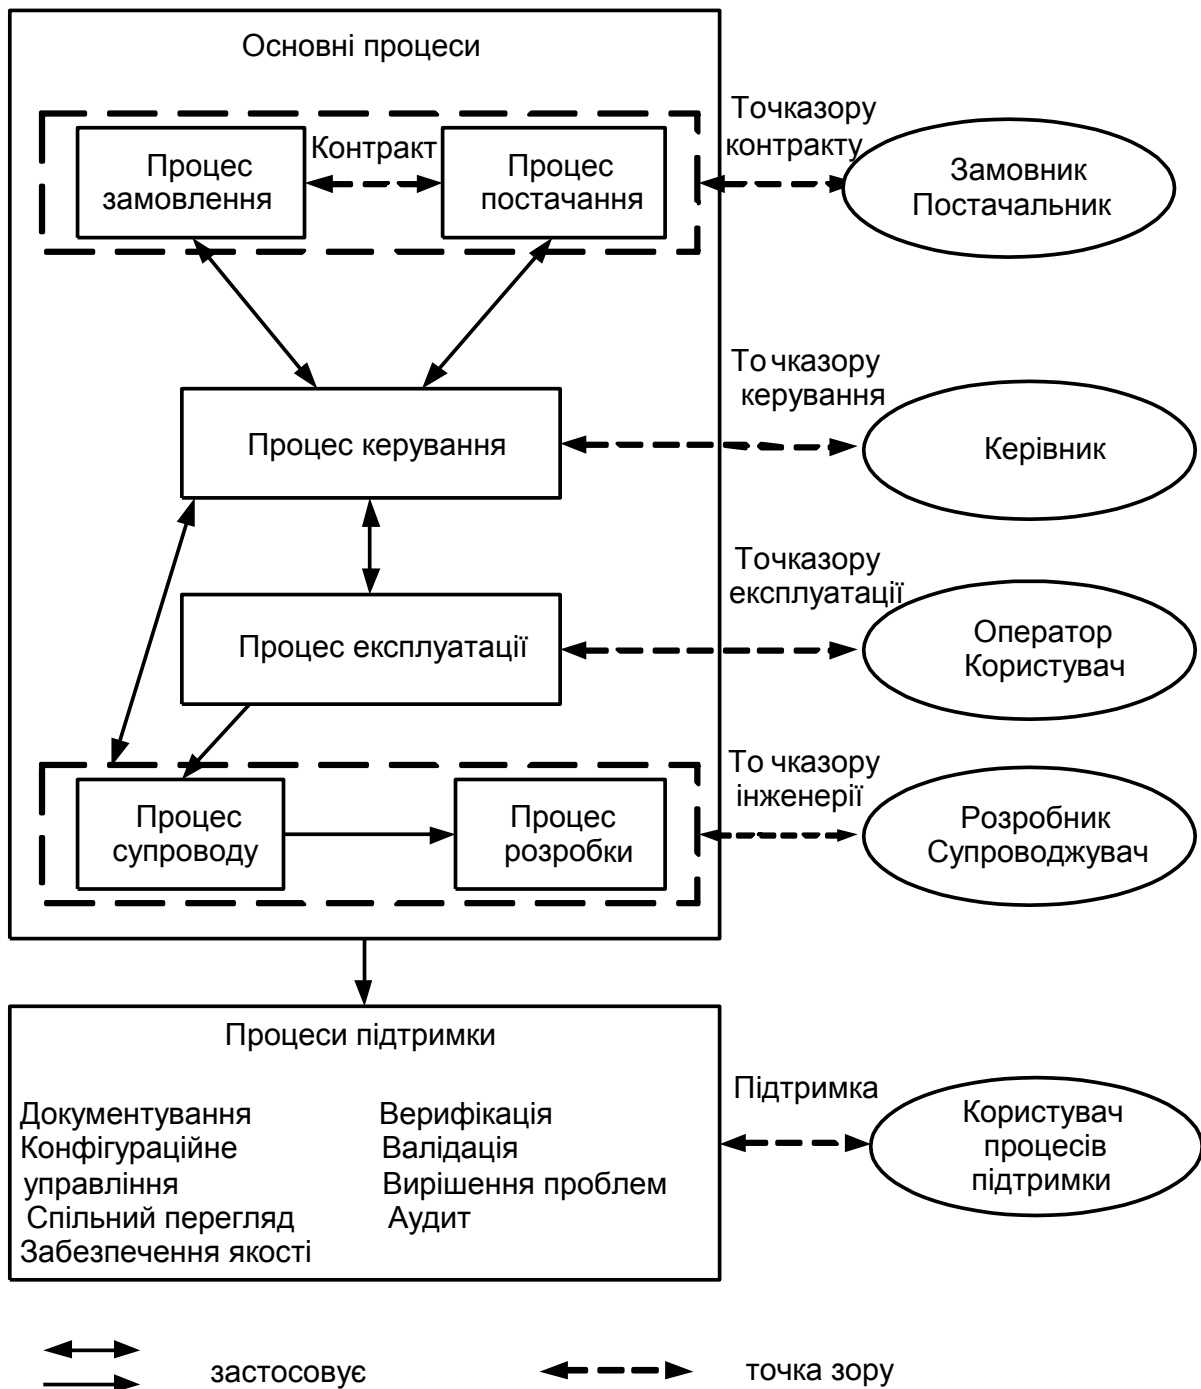 Основні процеси
Точказору
контракту
Процес
замовлення
Контракт
Процес
постачання
Замовник
Постачальник
То чказору
керування
Процес керування
Керівник
Точказору
експлуатації
Процес експлуатації
Оператор
Користувач
То чказору
інженерії
Процес
супроводу
Процес
розробки
Розробник
Супроводжувач
Процеси підтримки
Документування
Конфігураційне
управління
Спільний перегляд
Забезпечення якості
Верифікація
Валідація
Вирішення проблем
Аудит
Підтримка
Користувач
процесів
підтримки
застосовує
точка зору